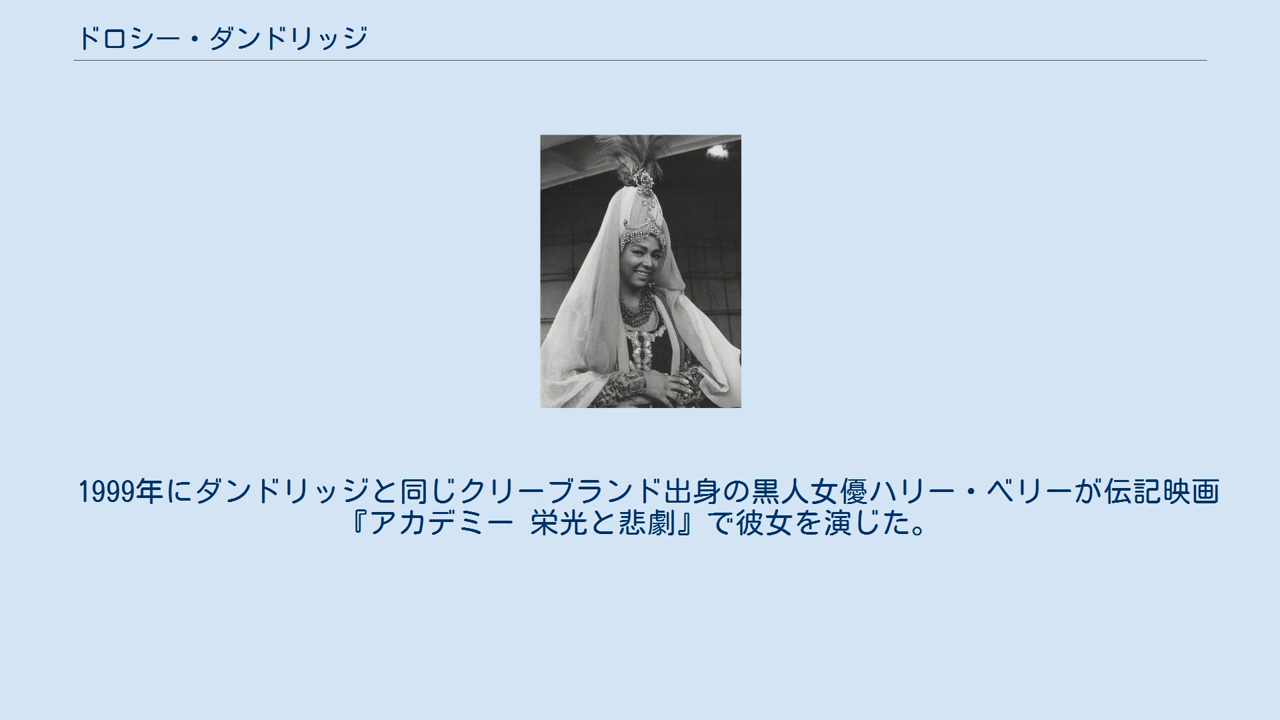 ドロシー・ダンドリッジ
1999年にダンドリッジと同じクリーブランド出身の黒人女優ハリー・ベリーが伝記映画
『アカデミー 栄光と悲劇』で彼女を演じた。